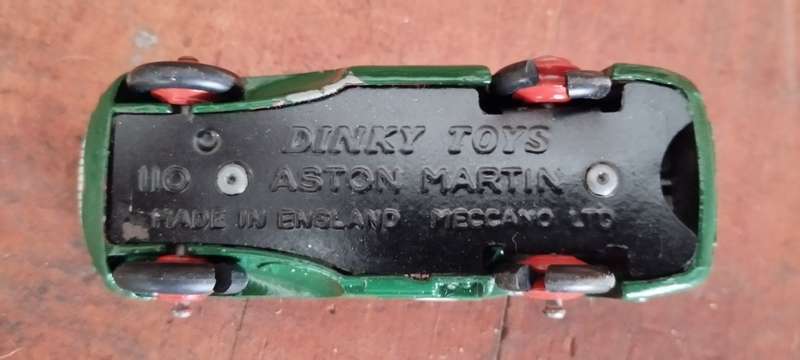 DINKY TOYS
110 ASTON MARTIN
MADE IN ENGLAND MECCANO LTD